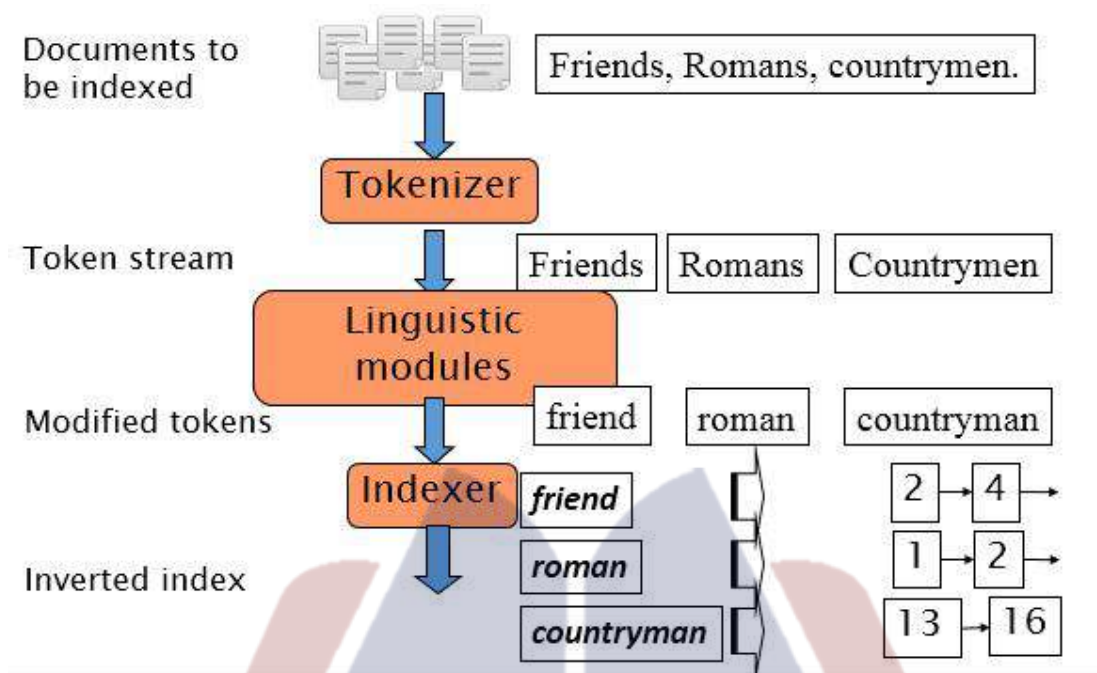 Documents to
be indexed
Friends, Romans, countrymen.
Tokenizer
Token stream
Friends
Romans
Countrymen
Linguistic
modules
Modified tokens
friend
roman
countryman
Indexer
friend
2
4
Inverted index
roman
1
2
countryman
13
16